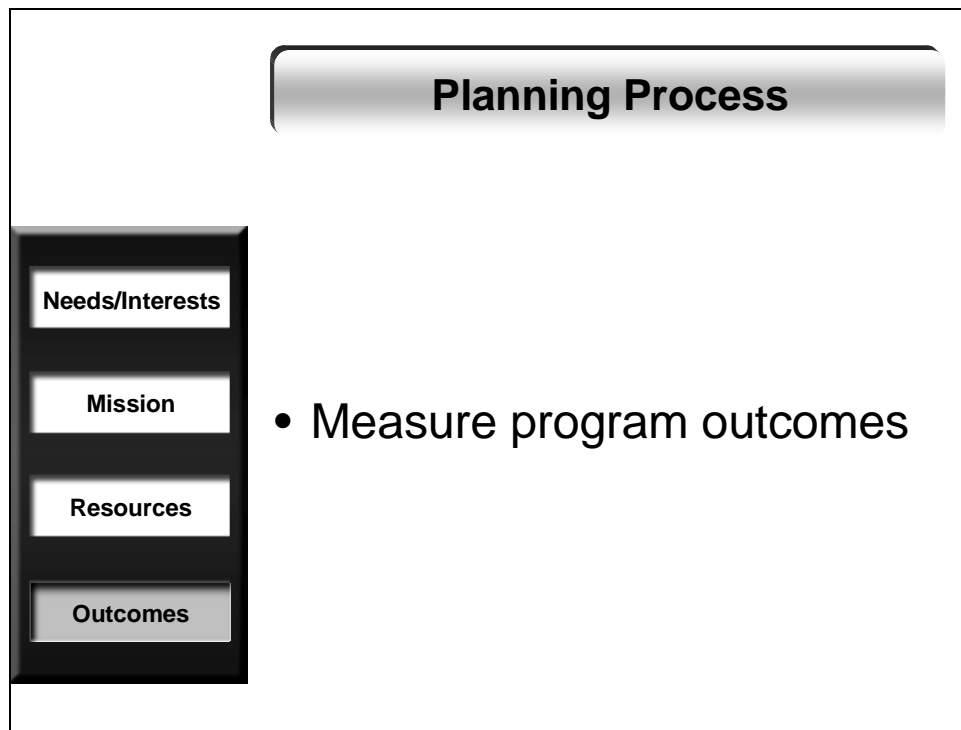 Planning Process
Needs/Interests
Mission
Resources
Outcomes
• Measure program outcomes